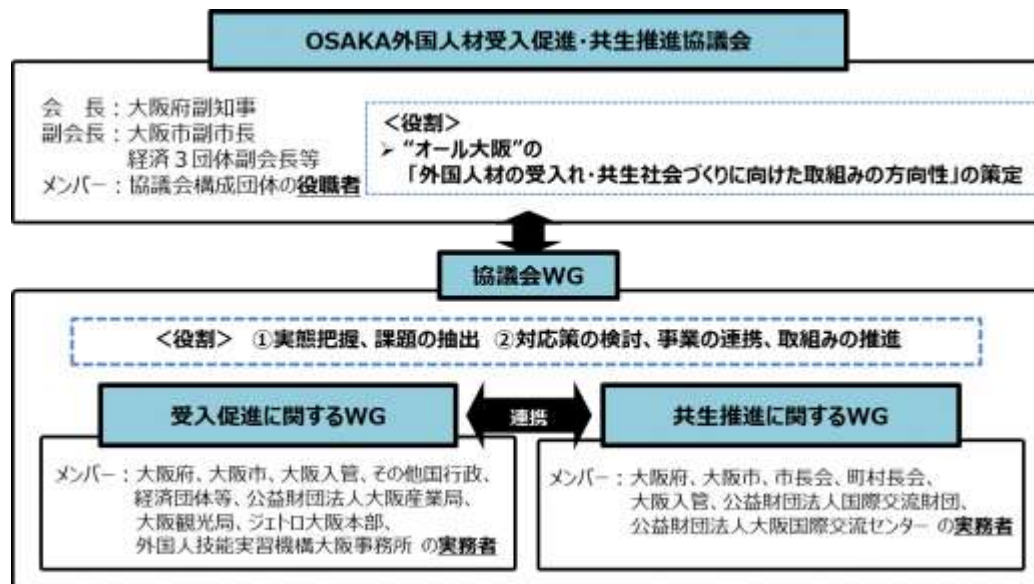 OSAKA外国人材受入促進・共生推進協議会
会　長：大阪府副知事
副会長：大阪市副市長
経済３団体副会長等
メンバー：協議会構成団体の役職者
＜役割＞
➢ “オール大阪”の
「外国人材の受入れ・共生社会づくりに向けた取組みの方向性」の策定
協議会WG
＜役割＞　①実態把握、課題の抽出　②対応策の検討、事業の連携、取組みの推進
受入促進に関するWG
連携
共生推進に関するWG
メンバー：大阪府、大阪市、大阪入管、その他国行政、
経済団体等、公益財団法人大阪産業局、
大阪観光局、ジェトロ大阪本部、
外国人技能実習機構大阪事務所 の実務者
メンバー：大阪府、大阪市、市長会、町村長会、
大阪入管、公益財団法人国際交流財団、
公益財団法人大阪国際交流センター の実務者